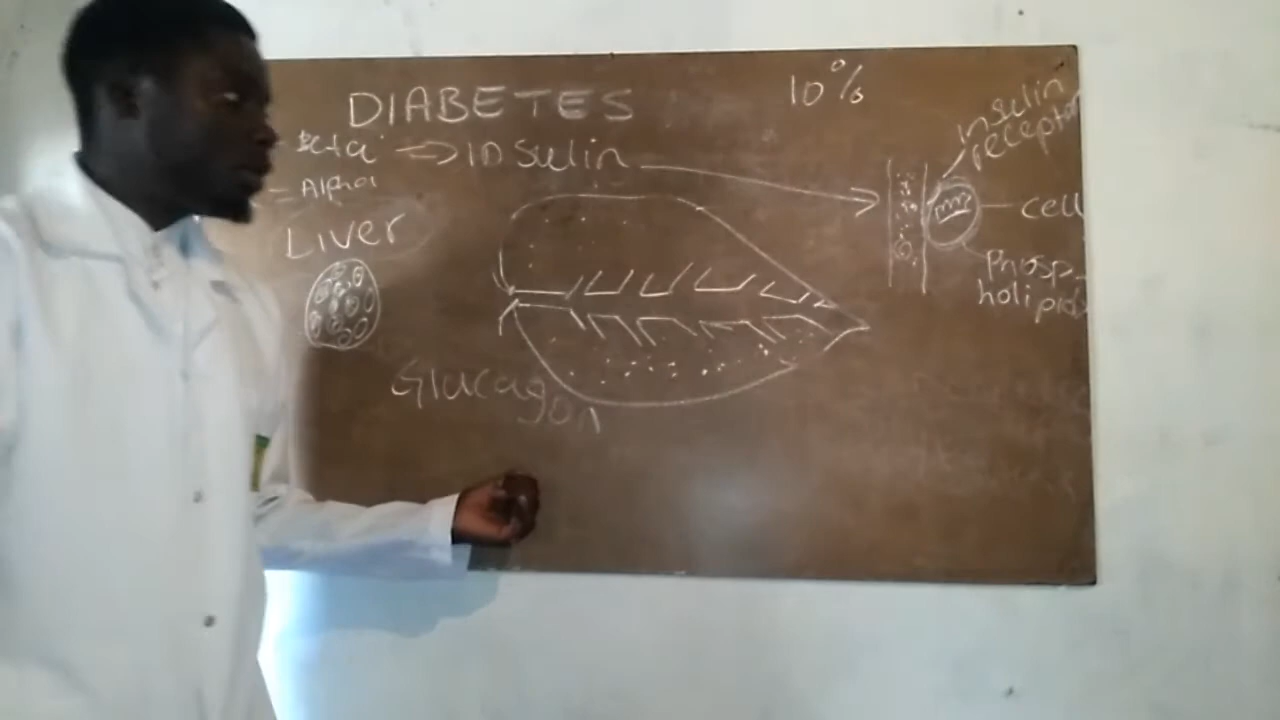 DIABETES
10%
Beta => Insulin
- Alpha
Liver
Glucagon
Insulin
receptor
cell
Phosp-
holipids